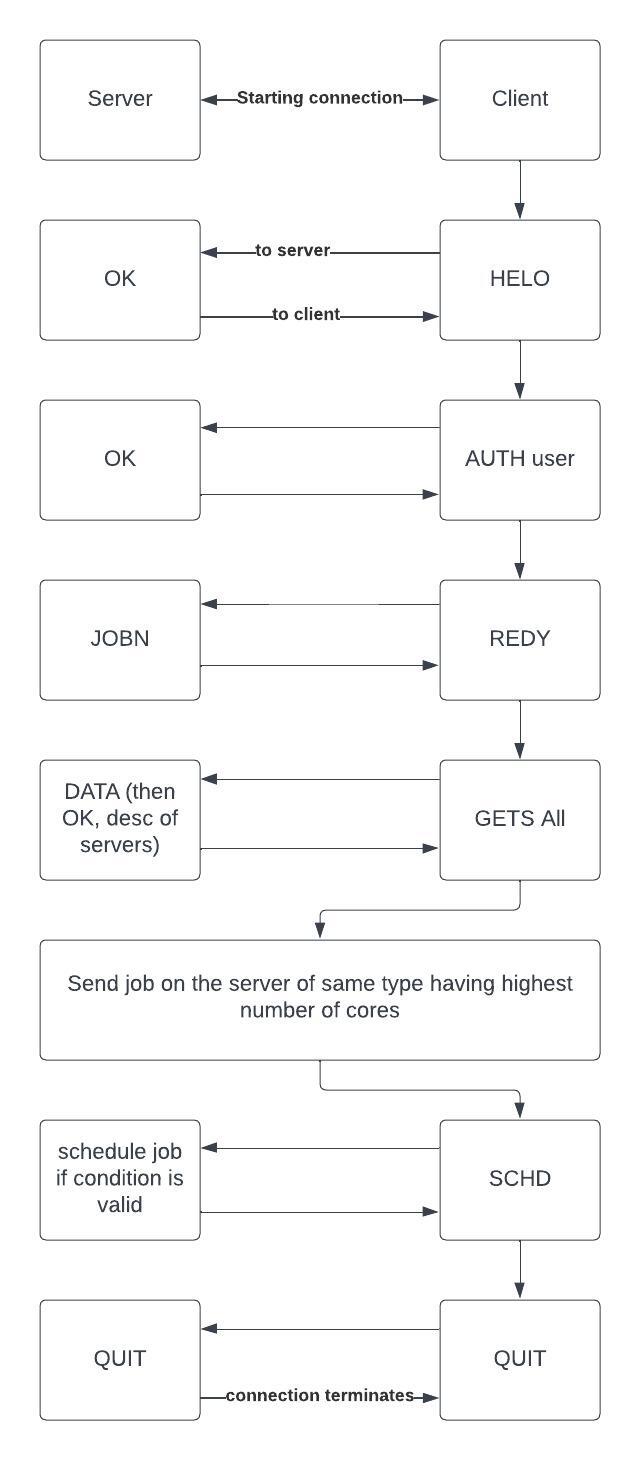 Server
Starting connection
Client
to server
OK
HELO
to client
OK
AUTH user
JOBN
REDY
DATA (then
OK, desc of
servers)
GETS All
Send job on the server of same type having highest
number of cores
schedule job
if condition is
valid
SCHD
QUIT
QUIT
connection terminates